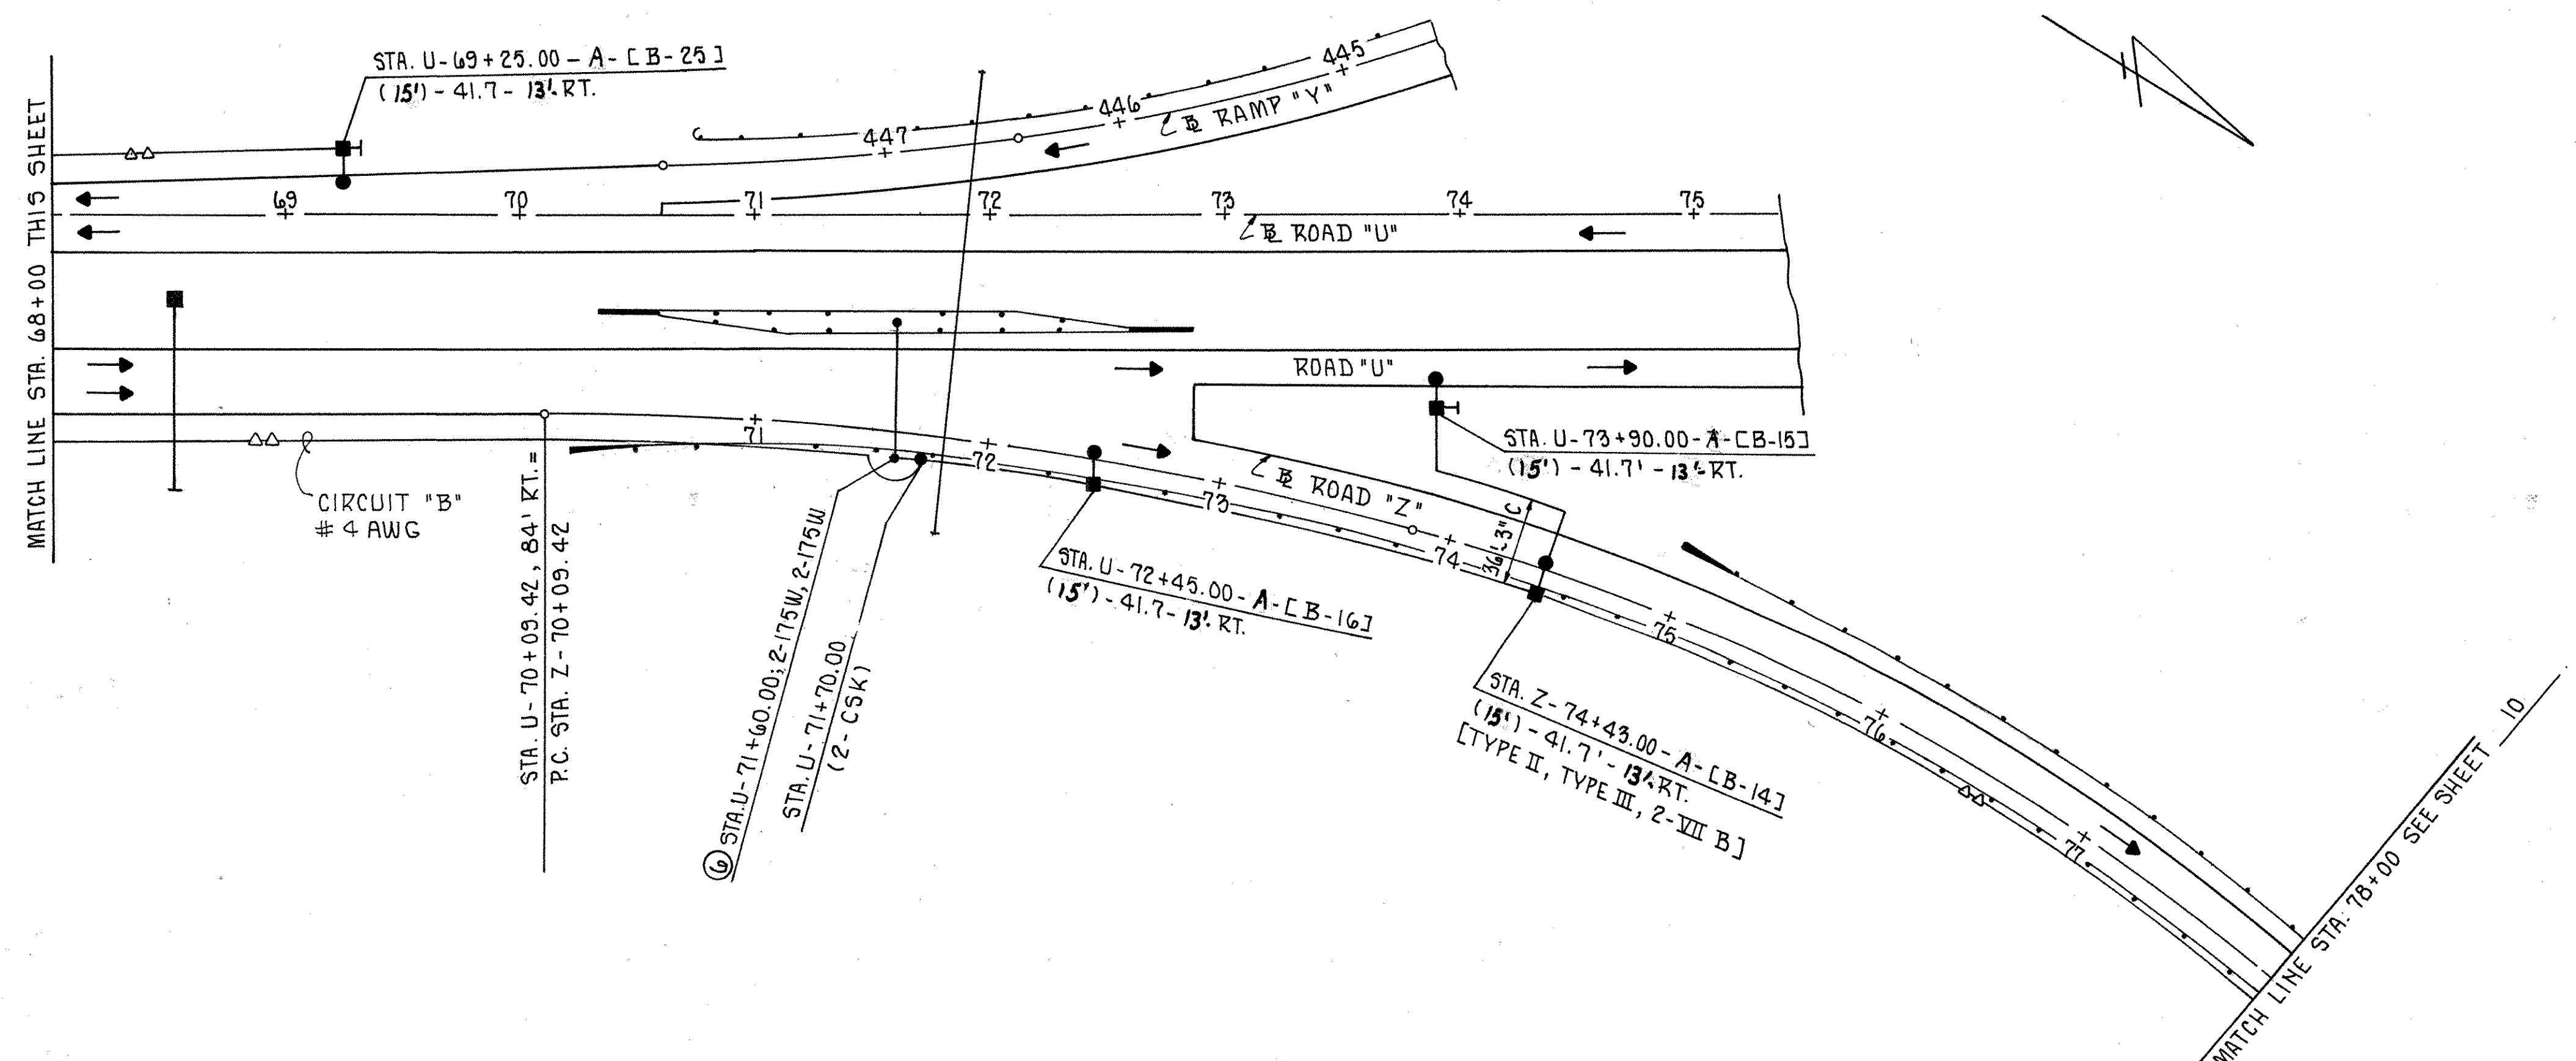 STA. U-69+25.00 - A - [B-25]
(15') - 41.7 - 13'-RT.
MATCH LINE STA. 68+00 THIS SHEET
445
446
447
B̲L RAMP "Y"
69
70
71
72
73
74
75
B̲L ROAD "U"
ROAD "U"
71
72
73
74
75
76
77
STA. U-73+90.00-A-[B-15]
(15') - 41.7' - 13'-RT.
B̲L ROAD "Z"
CIRCUIT "B"
# 4 AWG
STA. U-70+09.42, 84' RT. =
P.C. STA. Z-70+09.42
6 STA. U-71+60.00; 2-175W, 2-175W
STA. U-71+70.00
(2-CSK)
STA. U-72+45.00-A-[B-16]
(15') - 41.7 - 13'-RT.
36'-3" C
STA. Z-74+43.00-A-[B-14]
(15') - 41.7' - 13'-RT.
[TYPE II, TYPE III, 2-VII B]
MATCH LINE STA. 78+00 SEE SHEET 10